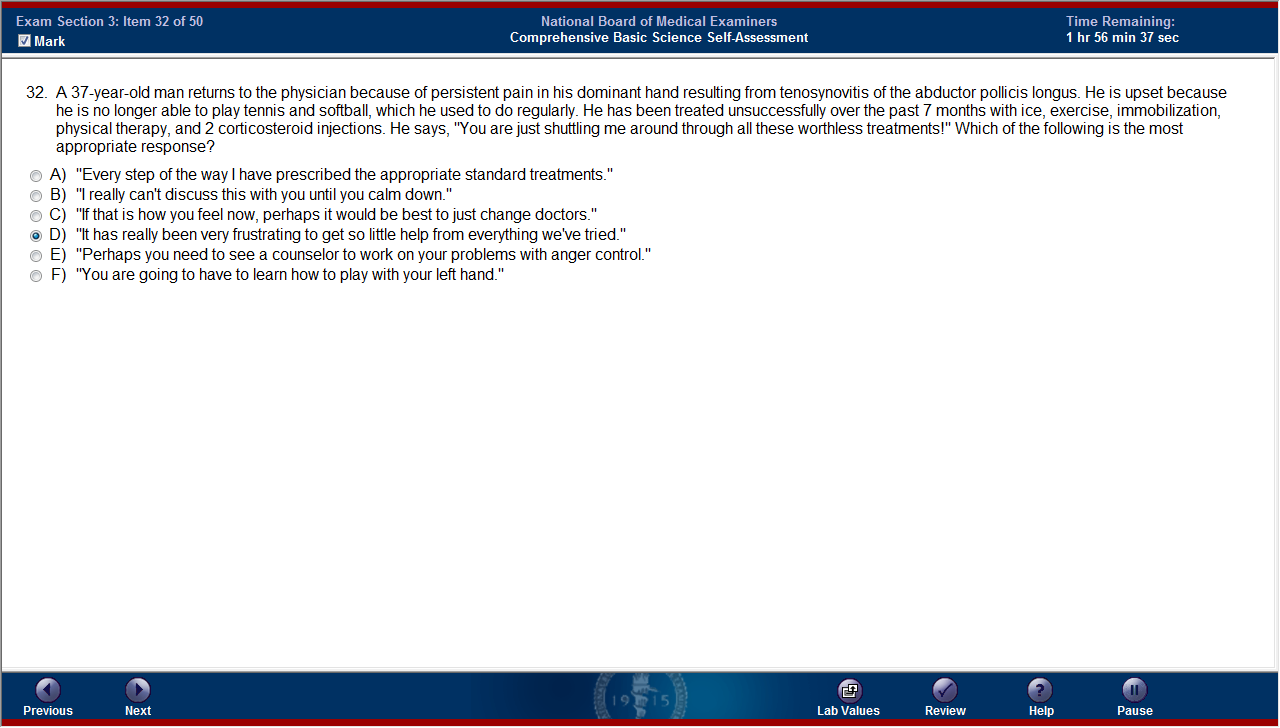 Exam Section 3: Item 32 of 50
National Board of Medical Examiners
Time Remaining:
Mark
Comprehensive Basic Science Self-Assessment
1 hr 56 min 37 sec
32. A 37-year-old man returns to the physician because of persistent pain in his dominant hand resulting from tenosynovitis of the abductor pollicis longus. He is upset because
he is no longer able to play tennis and softball, which he used to do regularly. He has been treated unsuccessfully over the past 7 months with ice, exercise, immobilization,
physical therapy, and 2 corticosteroid injections. He says, "You are just shuttling me around through all these worthless treatments!" Which of the following is the most
appropriate response?
A) "Every step of the way I have prescribed the appropriate standard treatments."
B) "I really can't discuss this with you until you calm down."
C) "If that is how you feel now, perhaps it would be best to just change doctors."
D) "It has really been very frustrating to get so little help from everything we've tried."
E) "Perhaps you need to see a counselor to work on your problems with anger control."
F) "You are going to have to learn how to play with your left hand."
1915
Previous
Next
Lab Values
Review
Help
Pause